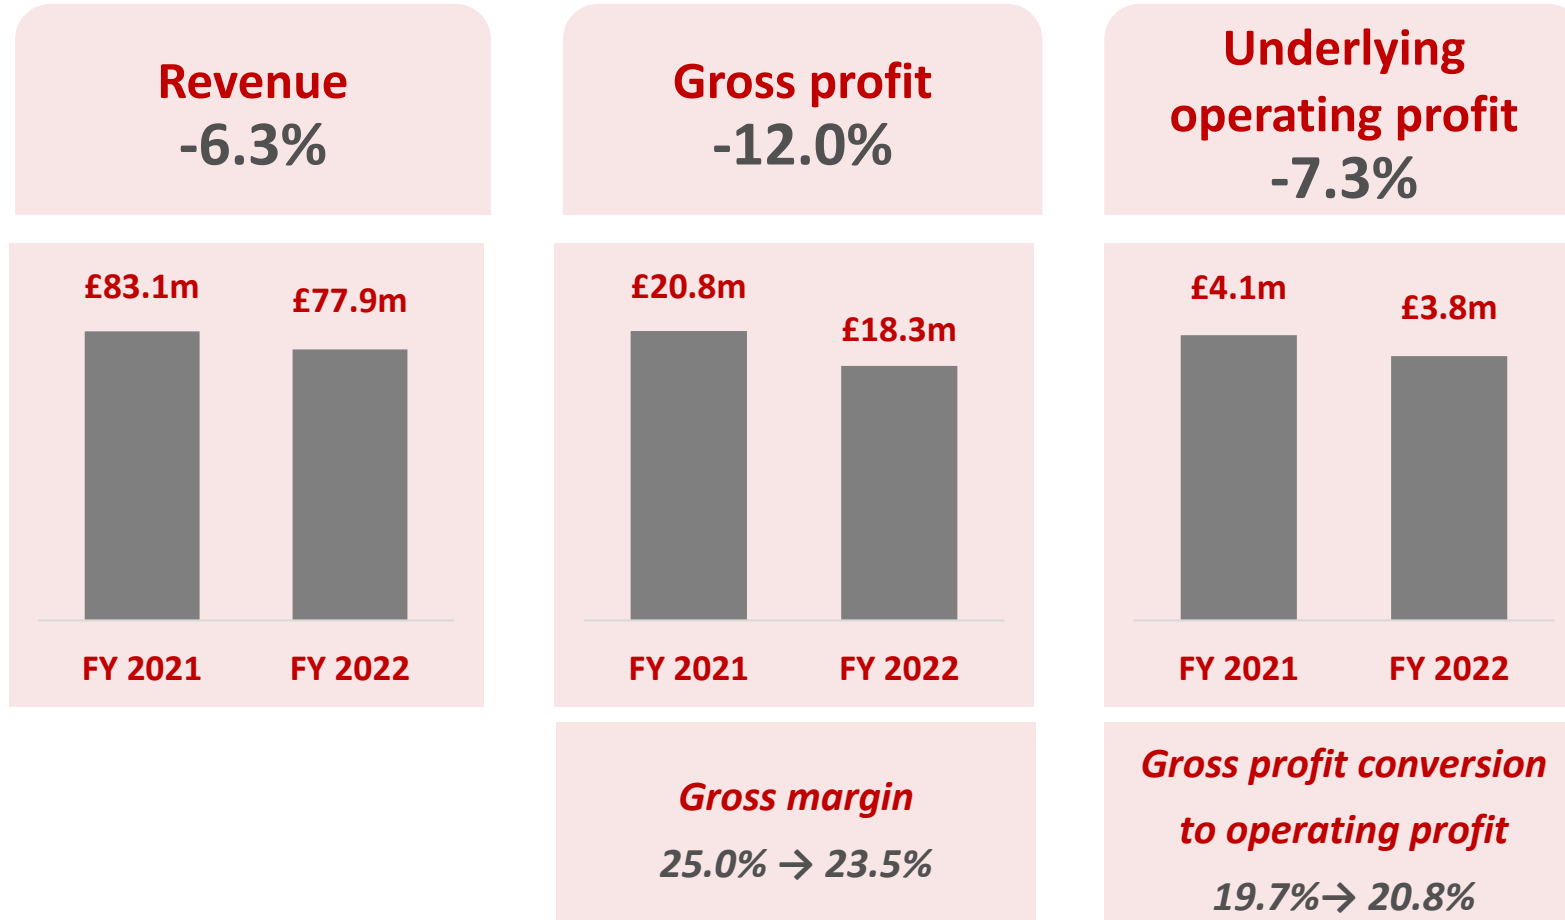 Revenue
-6.3%
£83.1m
£77.9m
FY 2021
FY 2022
Gross profit
-12.0%
£20.8m
£18.3m
FY 2021
FY 2022
Gross margin
25.0% → 23.5%
Underlying
operating profit
-7.3%
£4.1m
£3.8m
FY 2021
FY 2022
Gross profit conversion
to operating profit
19.7%→ 20.8%